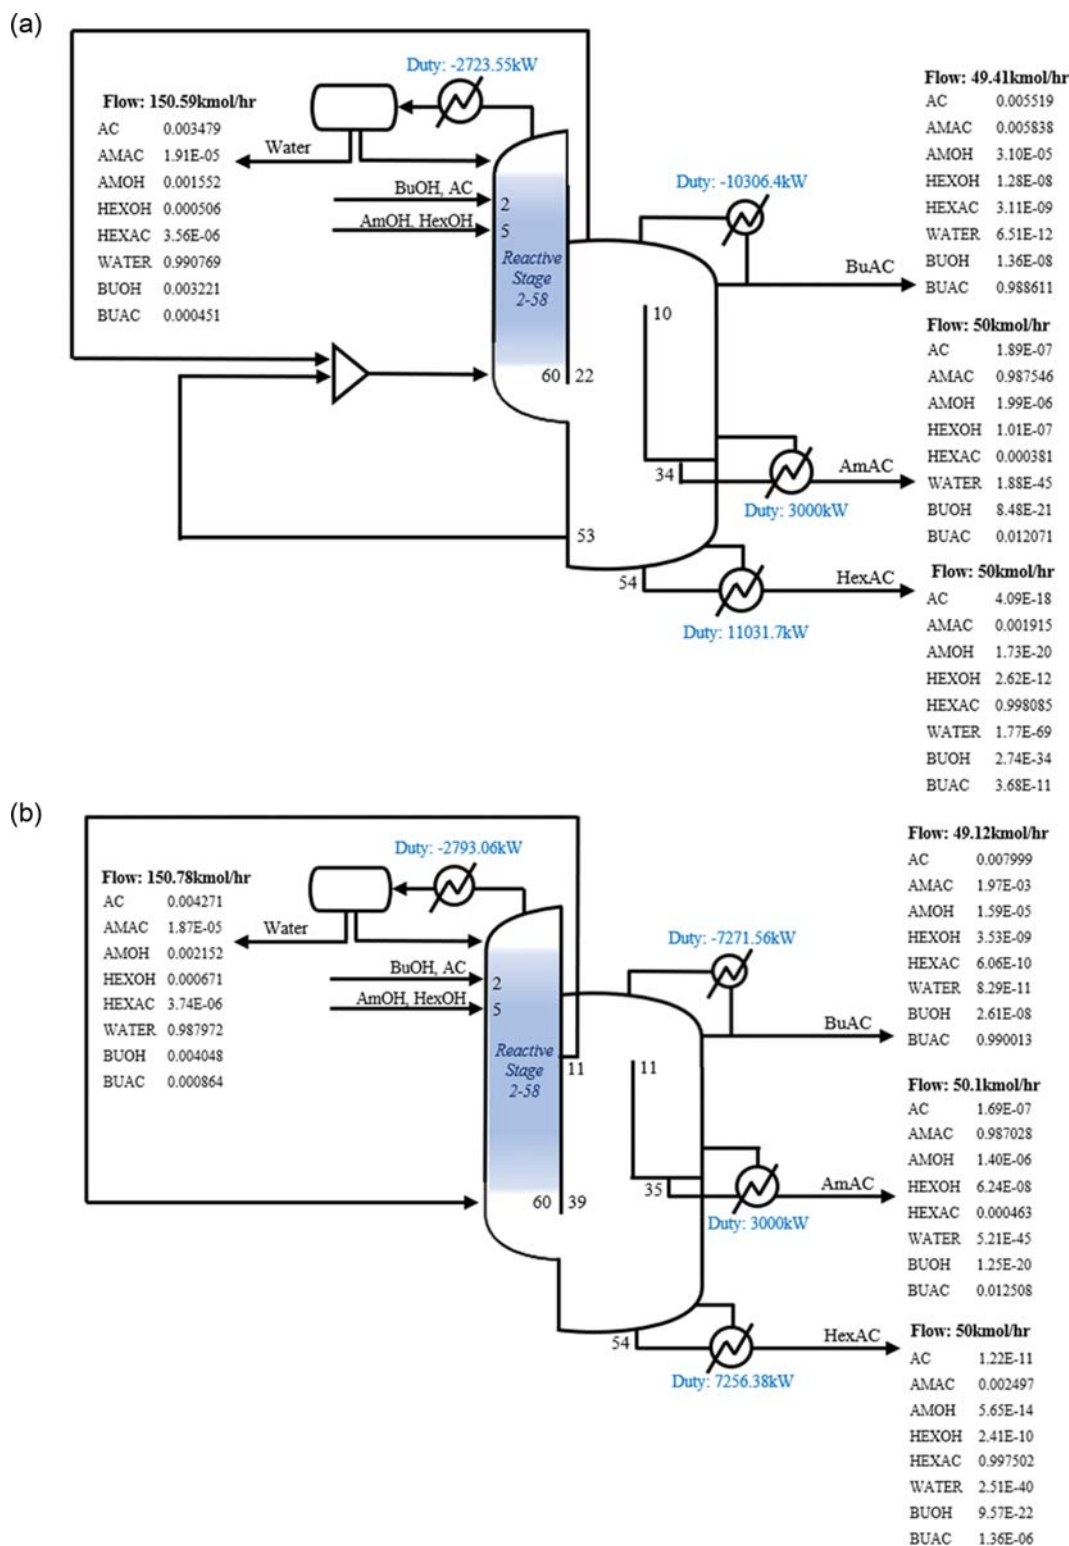 (a)
Duty: -2723.55kW
Flow: 150.59kmol/hr
AC 0.003479
AMAC 1.91E-05
AMOH 0.001552
HEXOH 0.000506
HEXAC 3.56E-06
WATER 0.990769
BUOH 0.003221
BUAC 0.000451
Water
BuOH, AC
AmOH, HexOH
2
5
Reactive
Stage
2-58
60
22
Duty: -10306.4kW
BuAC
10
34
AmAC
Duty: 3000kW
53
54
HexAC
Duty: 11031.7kW
Flow: 49.41kmol/hr
AC 0.005519
AMAC 0.005838
AMOH 3.10E-05
HEXOH 1.28E-08
HEXAC 3.11E-09
WATER 6.51E-12
BUOH 1.36E-08
BUAC 0.988611
Flow: 50kmol/hr
AC 1.89E-07
AMAC 0.987546
AMOH 1.99E-06
HEXOH 1.01E-07
HEXAC 0.000381
WATER 1.88E-45
BUOH 8.48E-21
BUAC 0.012071
Flow: 50kmol/hr
AC 4.09E-18
AMAC 0.001915
AMOH 1.73E-20
HEXOH 2.62E-12
HEXAC 0.998085
WATER 1.77E-69
BUOH 2.74E-34
BUAC 3.68E-11
(b)
Duty: -2793.06kW
Flow: 150.78kmol/hr
AC 0.004271
AMAC 1.87E-05
AMOH 0.002152
HEXOH 0.000671
HEXAC 3.74E-06
WATER 0.987972
BUOH 0.004048
BUAC 0.000864
Water
BuOH, AC
AmOH, HexOH
2
5
Reactive
Stage
2-58
11
60
39
Duty: -7271.56kW
BuAC
11
35
AmAC
Duty: 3000kW
54
HexAC
Duty: 7256.38kW
Flow: 49.12kmol/hr
AC 0.007999
AMAC 1.97E-03
AMOH 1.59E-05
HEXOH 3.53E-09
HEXAC 6.06E-10
WATER 8.29E-11
BUOH 2.61E-08
BUAC 0.990013
Flow: 50.1kmol/hr
AC 1.69E-07
AMAC 0.987028
AMOH 1.40E-06
HEXOH 6.24E-08
HEXAC 0.000463
WATER 5.21E-45
BUOH 1.25E-20
BUAC 0.012508
Flow: 50kmol/hr
AC 1.22E-11
AMAC 0.002497
AMOH 5.65E-14
HEXOH 2.41E-10
HEXAC 0.997502
WATER 2.51E-40
BUOH 9.57E-22
BUAC 1.36E-06